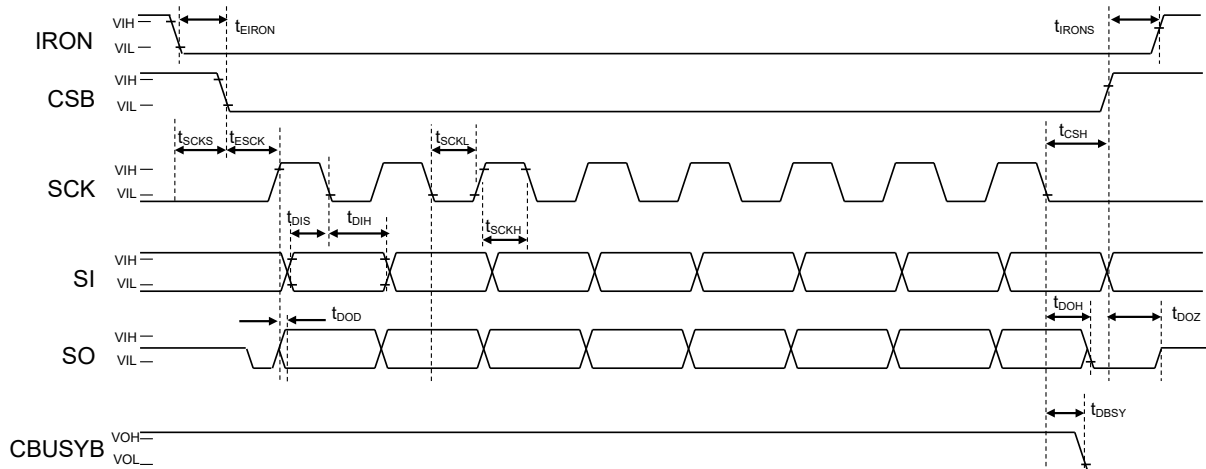 VIH
VIL
IRON
tEIRON
tIRONS
VIH
VIL
CSB
tSCKS
tESCK
tSCKL
tCSH
VIH
VIL
SCK
tDIS
tDIH
tSCKH
VIH
VIL
SI
tDOD
tDOH
tDOZ
VIH
VIL
SO
tDBSY
VOH
VOL
CBUSYB